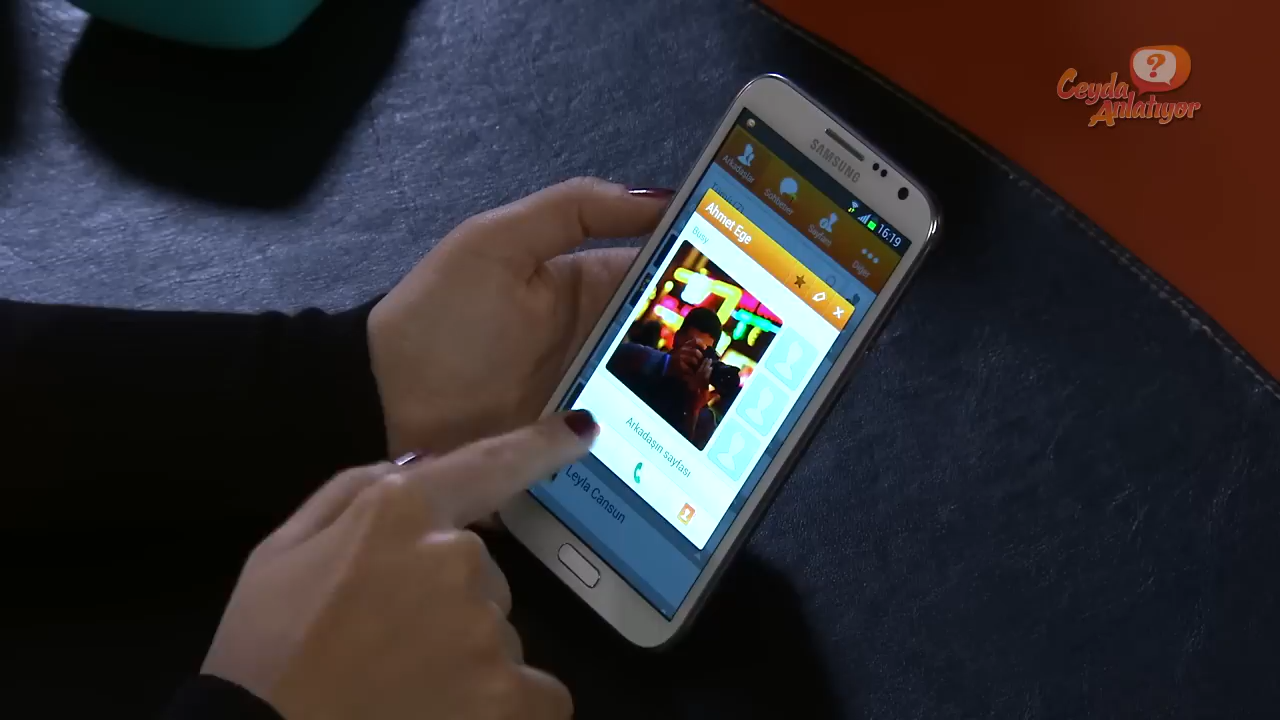 ?
Ceyda
Anlatıyor
SAMSUNG
16:19
Arkadaşlar
Sohbetler
Sayfam
Diğer
Ahmet Ege
Busy
Arkadaşın sayfası
Leyla Cansun